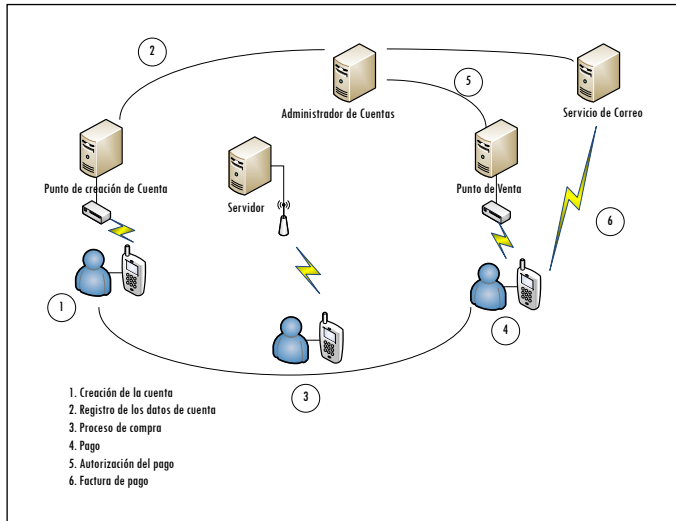 2
Administrador de Cuentas
5
Servicio de Correo
Punto de creación de Cuenta
Servidor
Punto de Venta
6
1
4
3
1. Creación de la cuenta
2. Registro de los datos de cuenta
3. Proceso de compra
4. Pago
5. Autorización del pago
6. Factura de pago